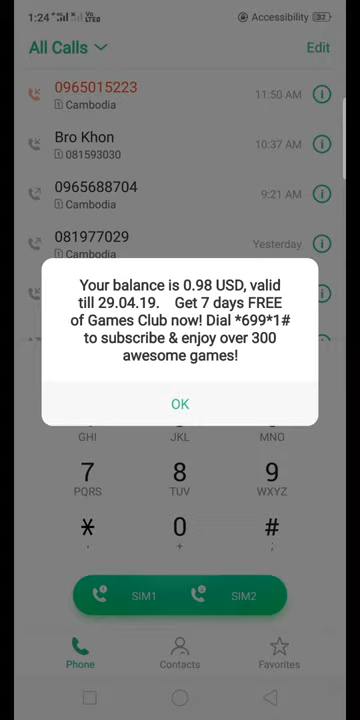 1:24
Vo
LTED
Accessibility
32
All Calls
Edit
0965015223
Cambodia
11:50 AM
Bro Khon
081593030
10:37 AM
0965688704
Cambodia
9:21 AM
081977029
Cambodia
Yesterday
Your balance is 0.98 USD, valid
till 29.04.19. Get 7 days FREE
of Games Club now! Dial *699*1#
to subscribe & enjoy over 300
awesome games!
OK
GHI
JKL
MNO
7
8
9
PQRS
TUV
WXYZ
*
0
#
,
+
;
SIM1
SIM2
Phone
Contacts
Favorites